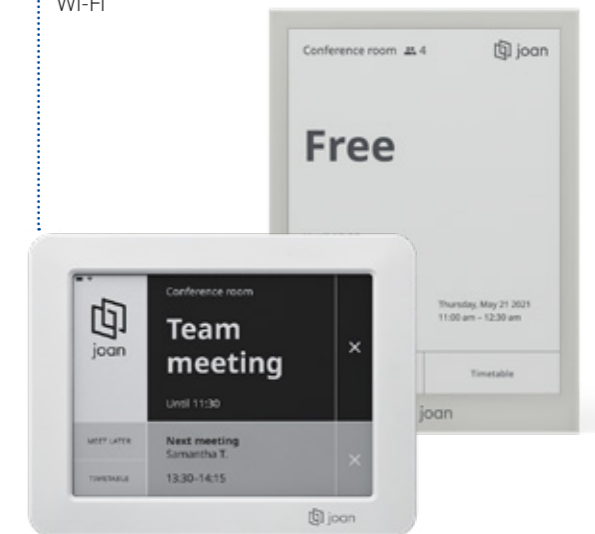 Wi-Fi
Conference room 4
joan
Free
Thursday, May 21 2021
11:00 am – 12:30 am
Timetable
joan
joan
Conference room
Team
meeting
Until 11:30
MEET LATER
TIMETABLE
Next meeting
Samantha T.
13:30–14:15
joan